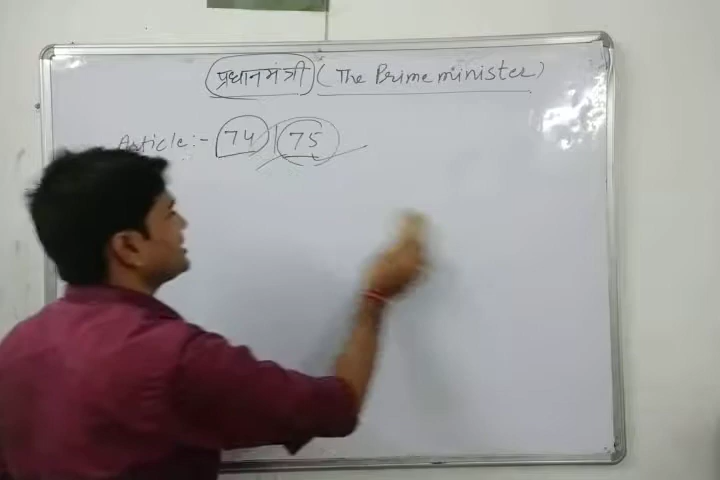 प्रधानमंत्री (The Prime minister)
Article:- 74 | 75